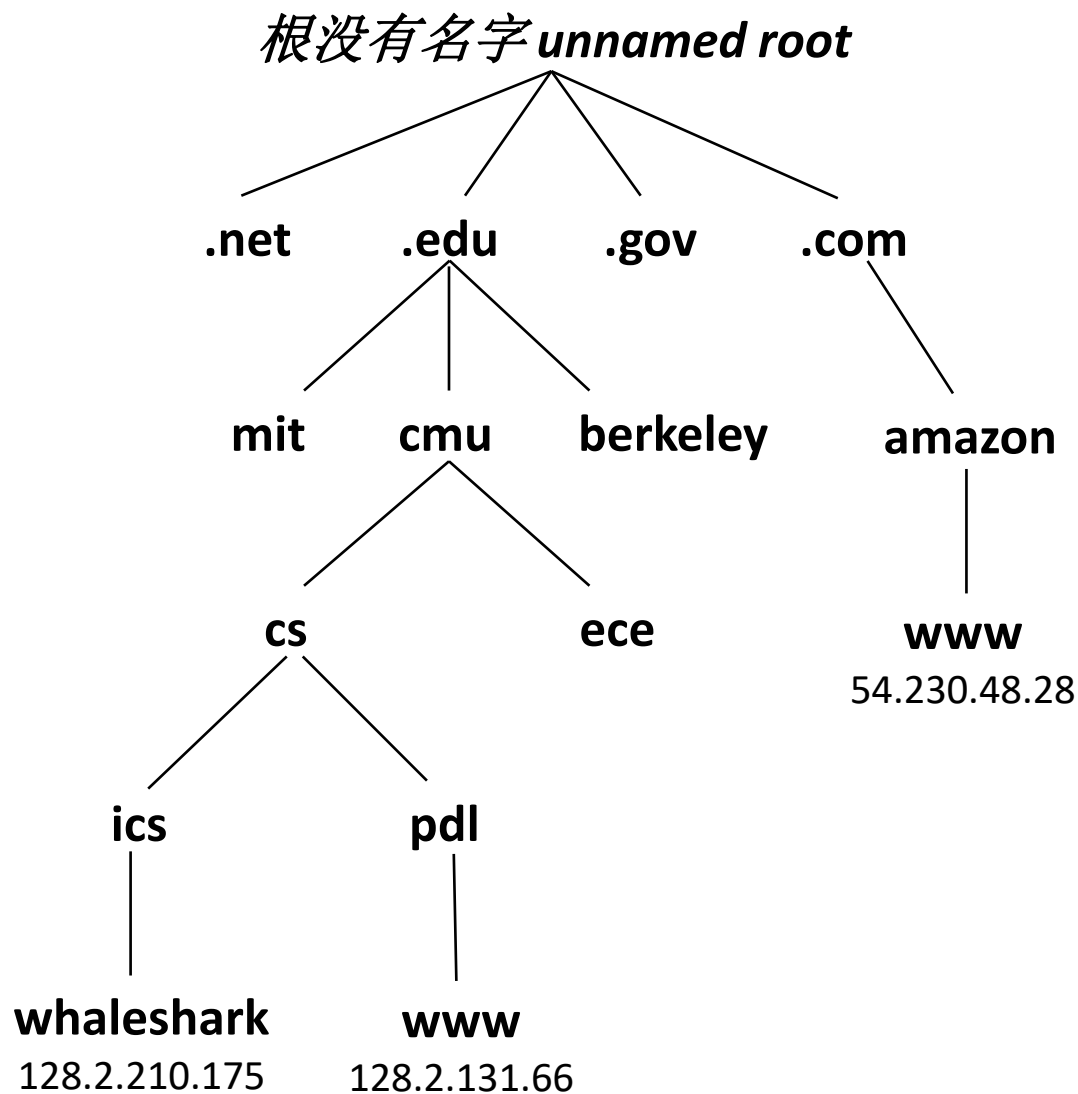 根没有名字 unnamed root
.net .edu .gov .com
mit cmu berkeley amazon
cs ece www
54.230.48.28
ics pdl
whaleshark www
128.2.210.175 128.2.131.66